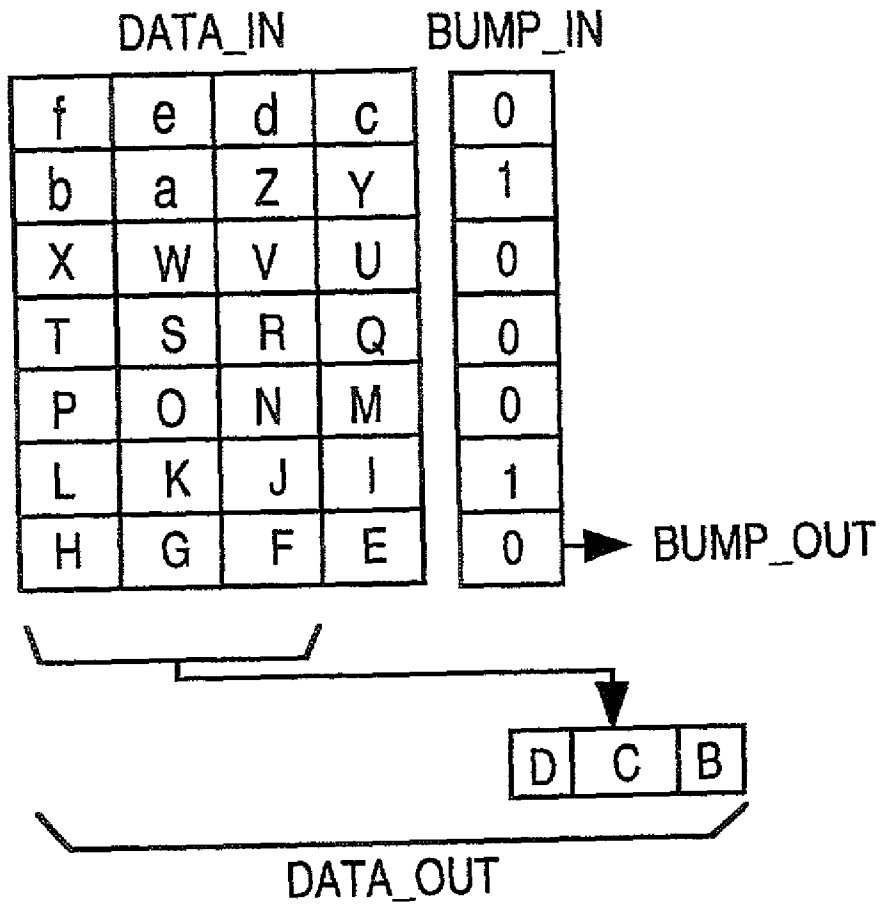 DATA_IN BUMP_IN
f e d c 0
b a Z Y 1
X W V U 0
T S R Q 0
P O N M 0
L K J I 1
H G F E 0 BUMP_OUT
D C B
DATA_OUT